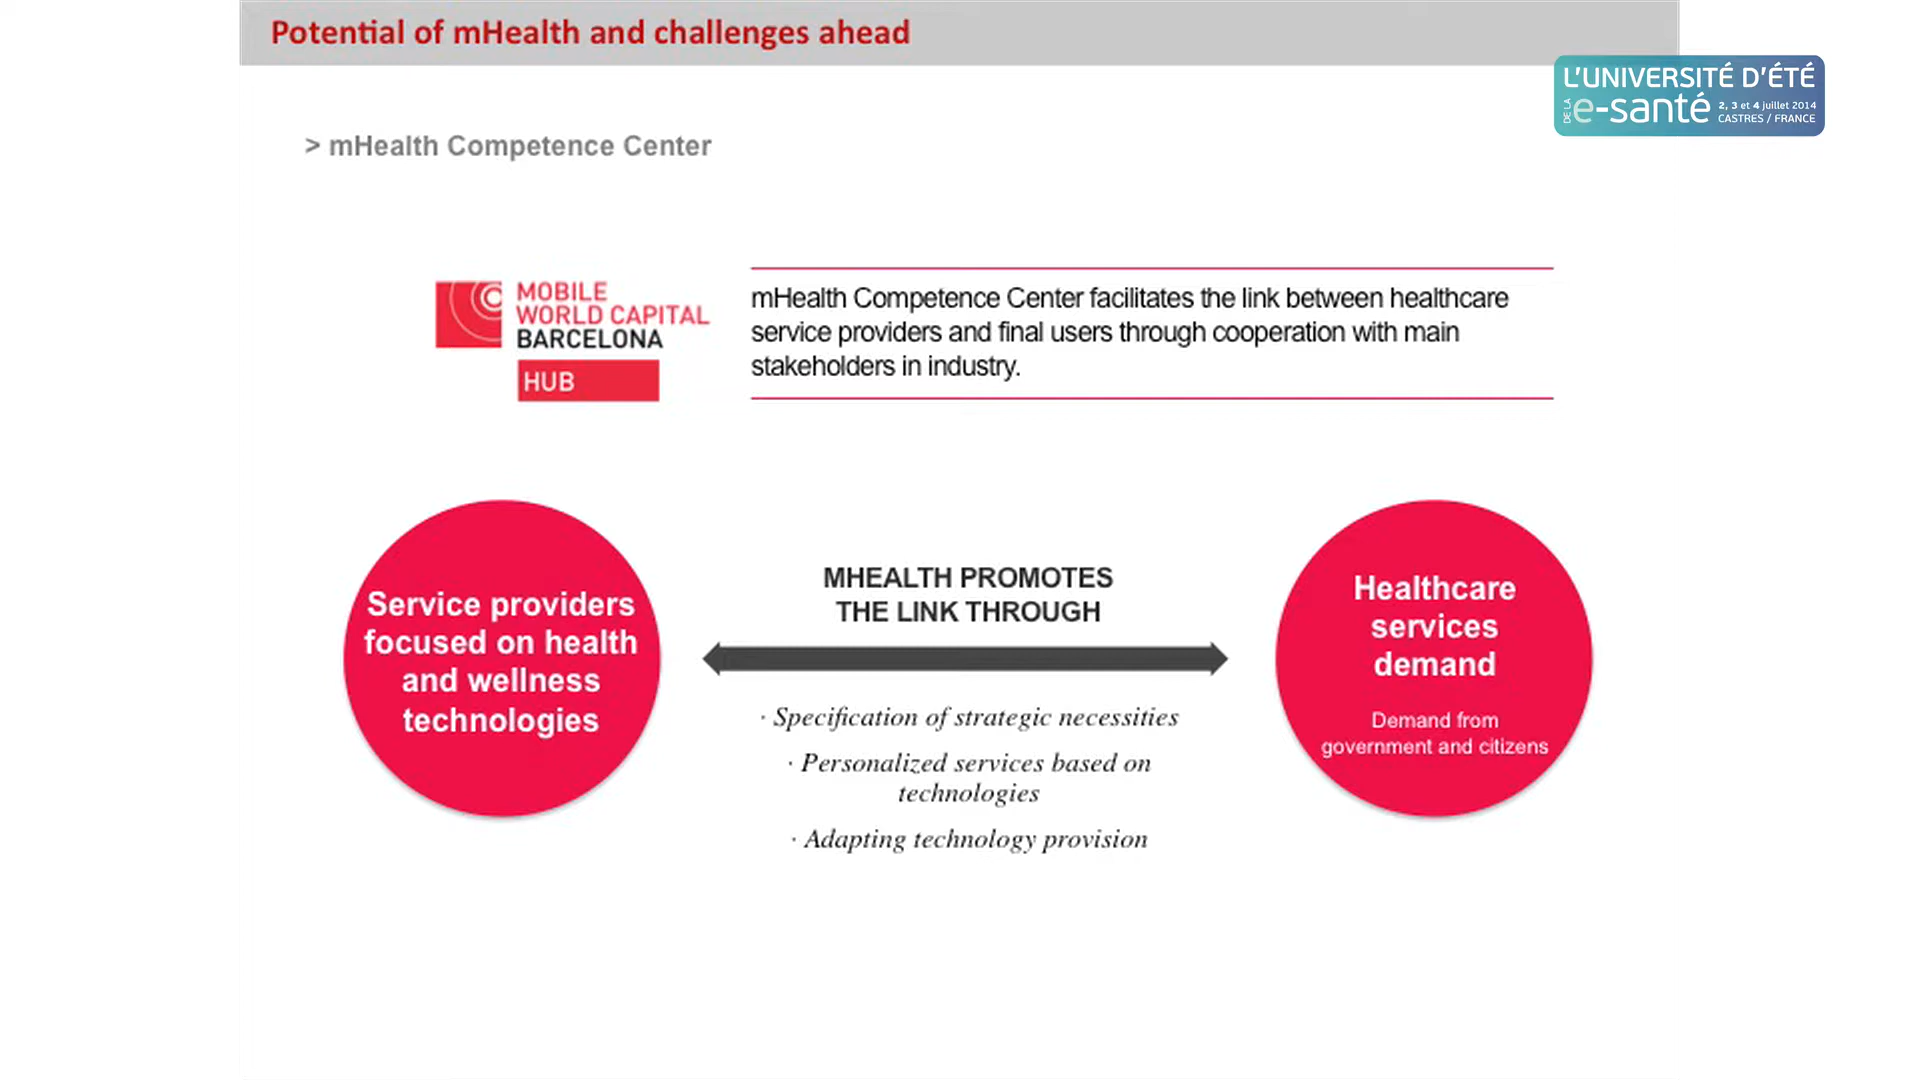 Potential of mHealth and challenges ahead
L'UNIVERSITÉ D'ÉTÉ
DE LA
e-santé
2, 3 et 4 juillet 2014
CASTRES / FRANCE
> mHealth Competence Center
MOBILE
WORLD CAPITAL
BARCELONA
HUB
mHealth Competence Center facilitates the link between healthcare
service providers and final users through cooperation with main
stakeholders in industry.
Service providers
focused on health
and wellness
technologies
MHEALTH PROMOTES
THE LINK THROUGH
· Specification of strategic necessities
· Personalized services based on
technologies
· Adapting technology provision
Healthcare
services
demand
Demand from
government and citizens